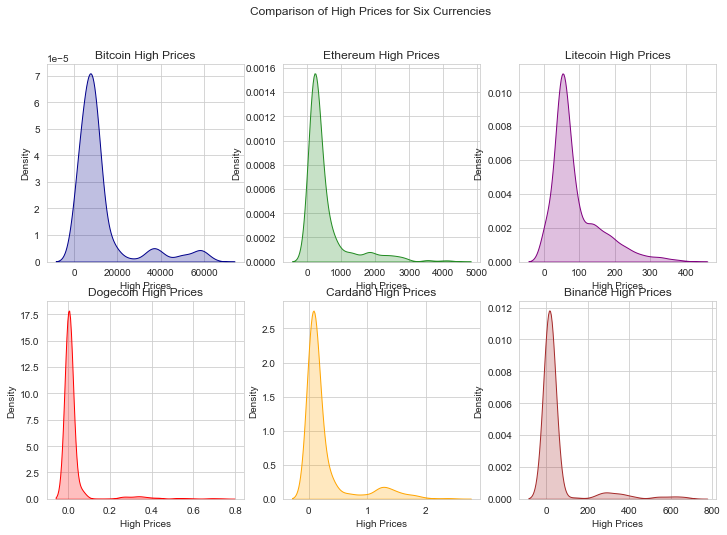 Comparison of High Prices for Six Currencies
Bitcoin High Prices
1e−5
Density
7
6
5
4
3
2
1
0
0 20000 40000 60000
High Prices
Ethereum High Prices
Density
0.0016
0.0014
0.0012
0.0010
0.0008
0.0006
0.0004
0.0002
0.0000
0 1000 2000 3000 4000 5000
High Prices
Litecoin High Prices
Density
0.010
0.008
0.006
0.004
0.002
0.000
0 100 200 300 400
High Prices
Dogecoin High Prices
Density
17.5
15.0
12.5
10.0
7.5
5.0
2.5
0.0
0.0 0.2 0.4 0.6 0.8
High Prices
Cardano High Prices
Density
2.5
2.0
1.5
1.0
0.5
0.0
0 1 2
High Prices
Binance High Prices
Density
0.012
0.010
0.008
0.006
0.004
0.002
0.000
0 200 400 600 800
High Prices